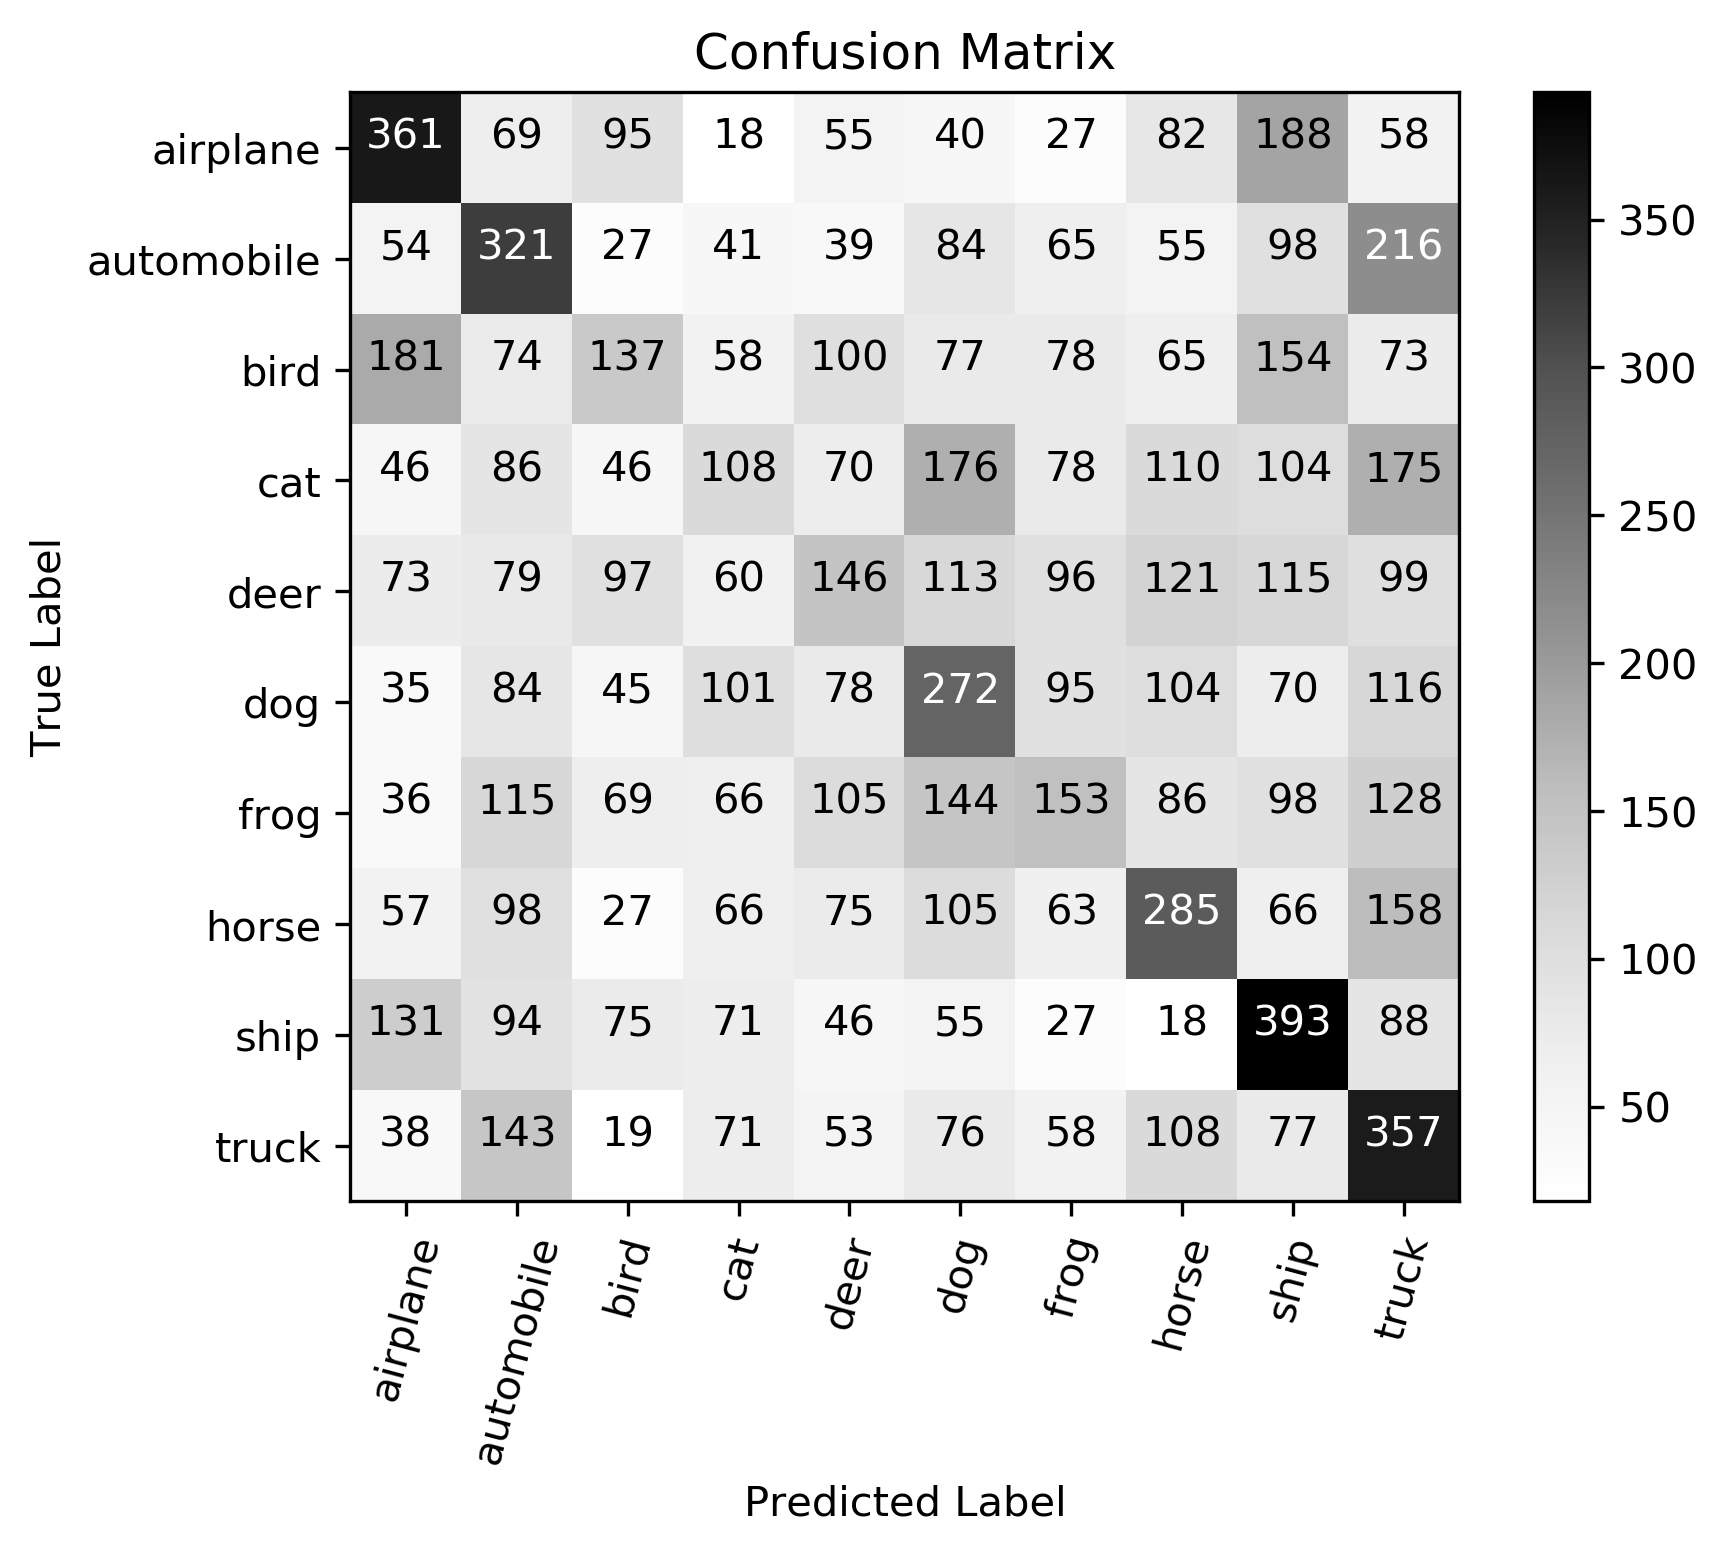 Confusion Matrix
airplane 361 69 95 18 55 40 27 82 188 58
automobile 54 321 27 41 39 84 65 55 98 216
bird 181 74 137 58 100 77 78 65 154 73
cat 46 86 46 108 70 176 78 110 104 175
deer 73 79 97 60 146 113 96 121 115 99
dog 35 84 45 101 78 272 95 104 70 116
frog 36 115 69 66 105 144 153 86 98 128
horse 57 98 27 66 75 105 63 285 66 158
ship 131 94 75 71 46 55 27 18 393 88
truck 38 143 19 71 53 76 58 108 77 357
True Label
airplane automobile bird cat deer dog frog horse ship truck
Predicted Label
350
300
250
200
150
100
50